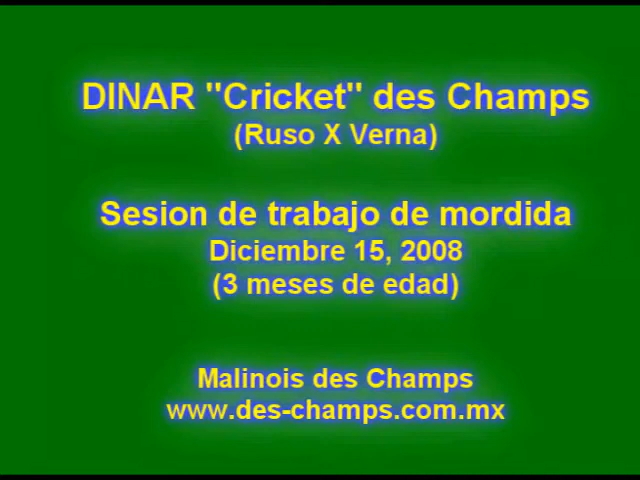 DINAR "Cricket" des Champs
(Ruso X Verna)
Sesion de trabajo de mordida
Diciembre 15, 2008
(3 meses de edad)
Malinois des Champs
www.des-champs.com.mx